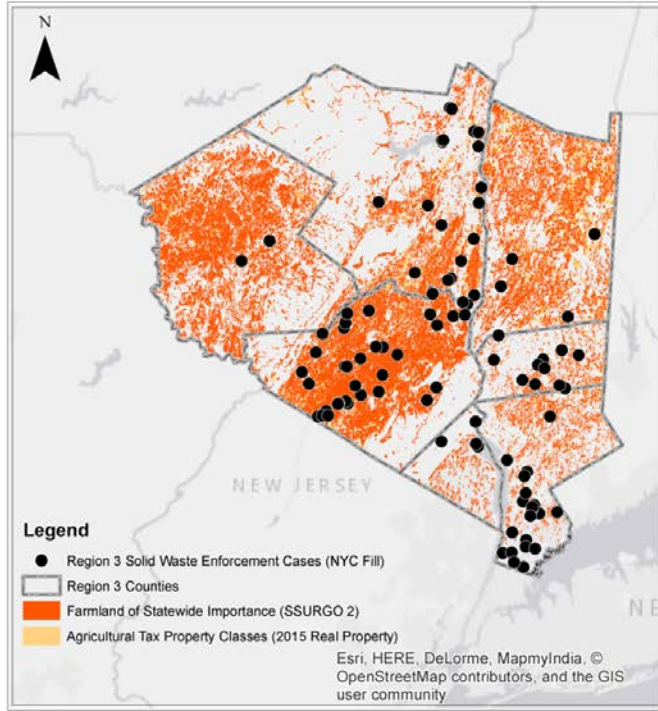 N
NEW JERSEY
NE
Legend
Region 3 Solid Waste Enforcement Cases (NYC Fill)
Region 3 Counties
Farmland of Statewide Importance (SSURGO 2)
Agricultural Tax Property Classes (2015 Real Property)
Esri, HERE, DeLorme, MapmyIndia, ©
OpenStreetMap contributors, and the GIS
user community